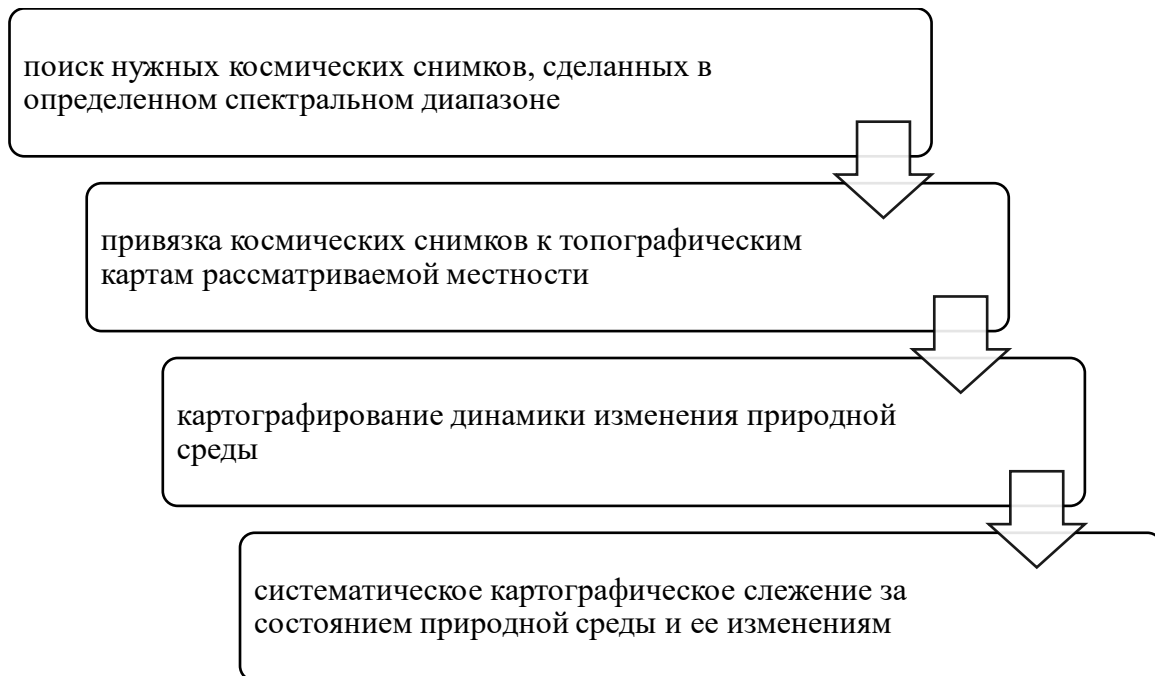 поиск нужных космических снимков, сделанных в
определенном спектральном диапазоне
привязка космических снимков к топографическим
картам рассматриваемой местности
картографирование динамики изменения природной
среды
систематическое картографическое слежение за
состоянием природной среды и ее изменениям